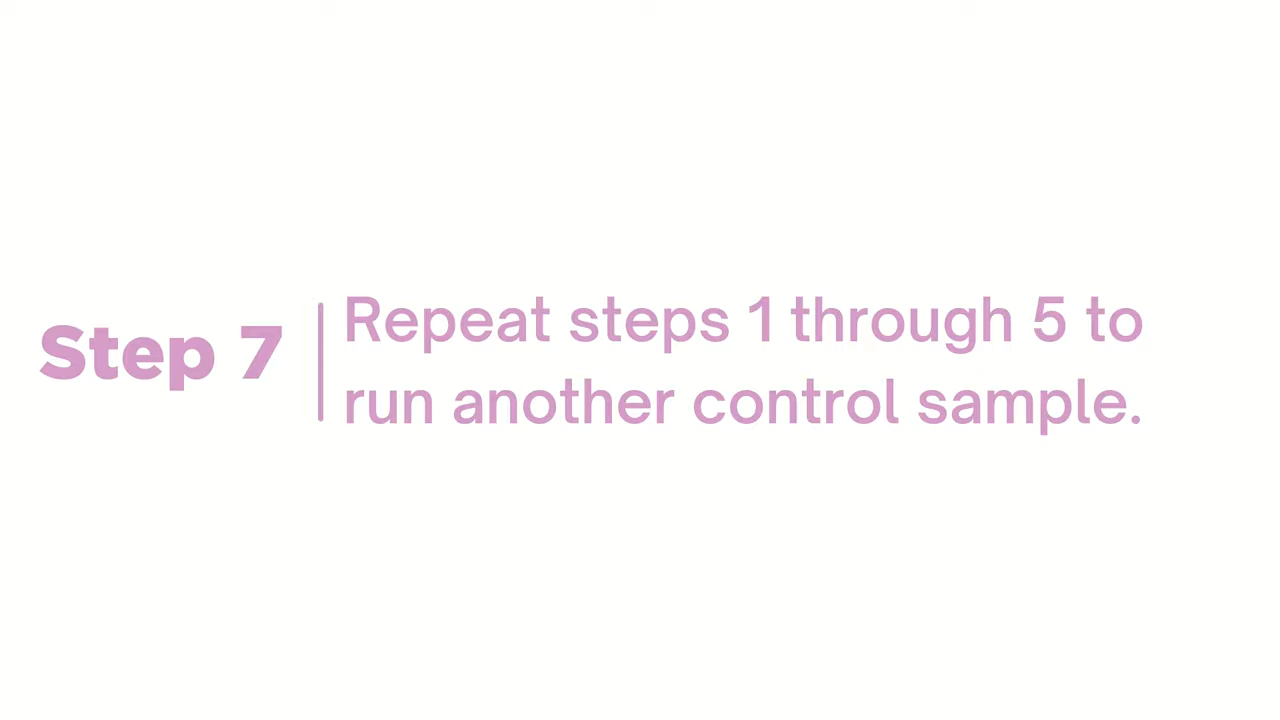 Step 7
Repeat steps 1 through 5 to
run another control sample.